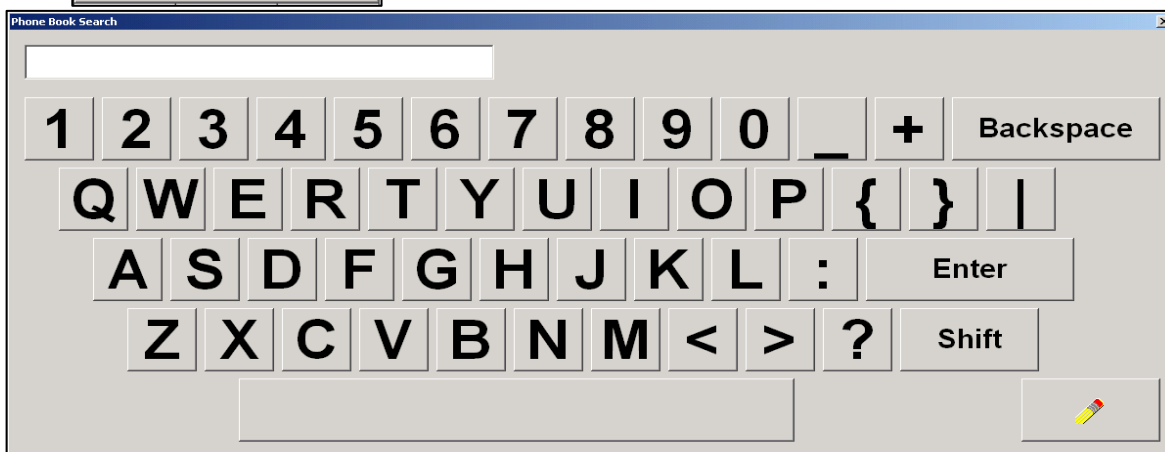 Phone Book Search
1 2 3 4 5 6 7 8 9 0 _ + Backspace
Q W E R T Y U I O P { } |
A S D F G H J K L : Enter
Z X C V B N M < > ? Shift